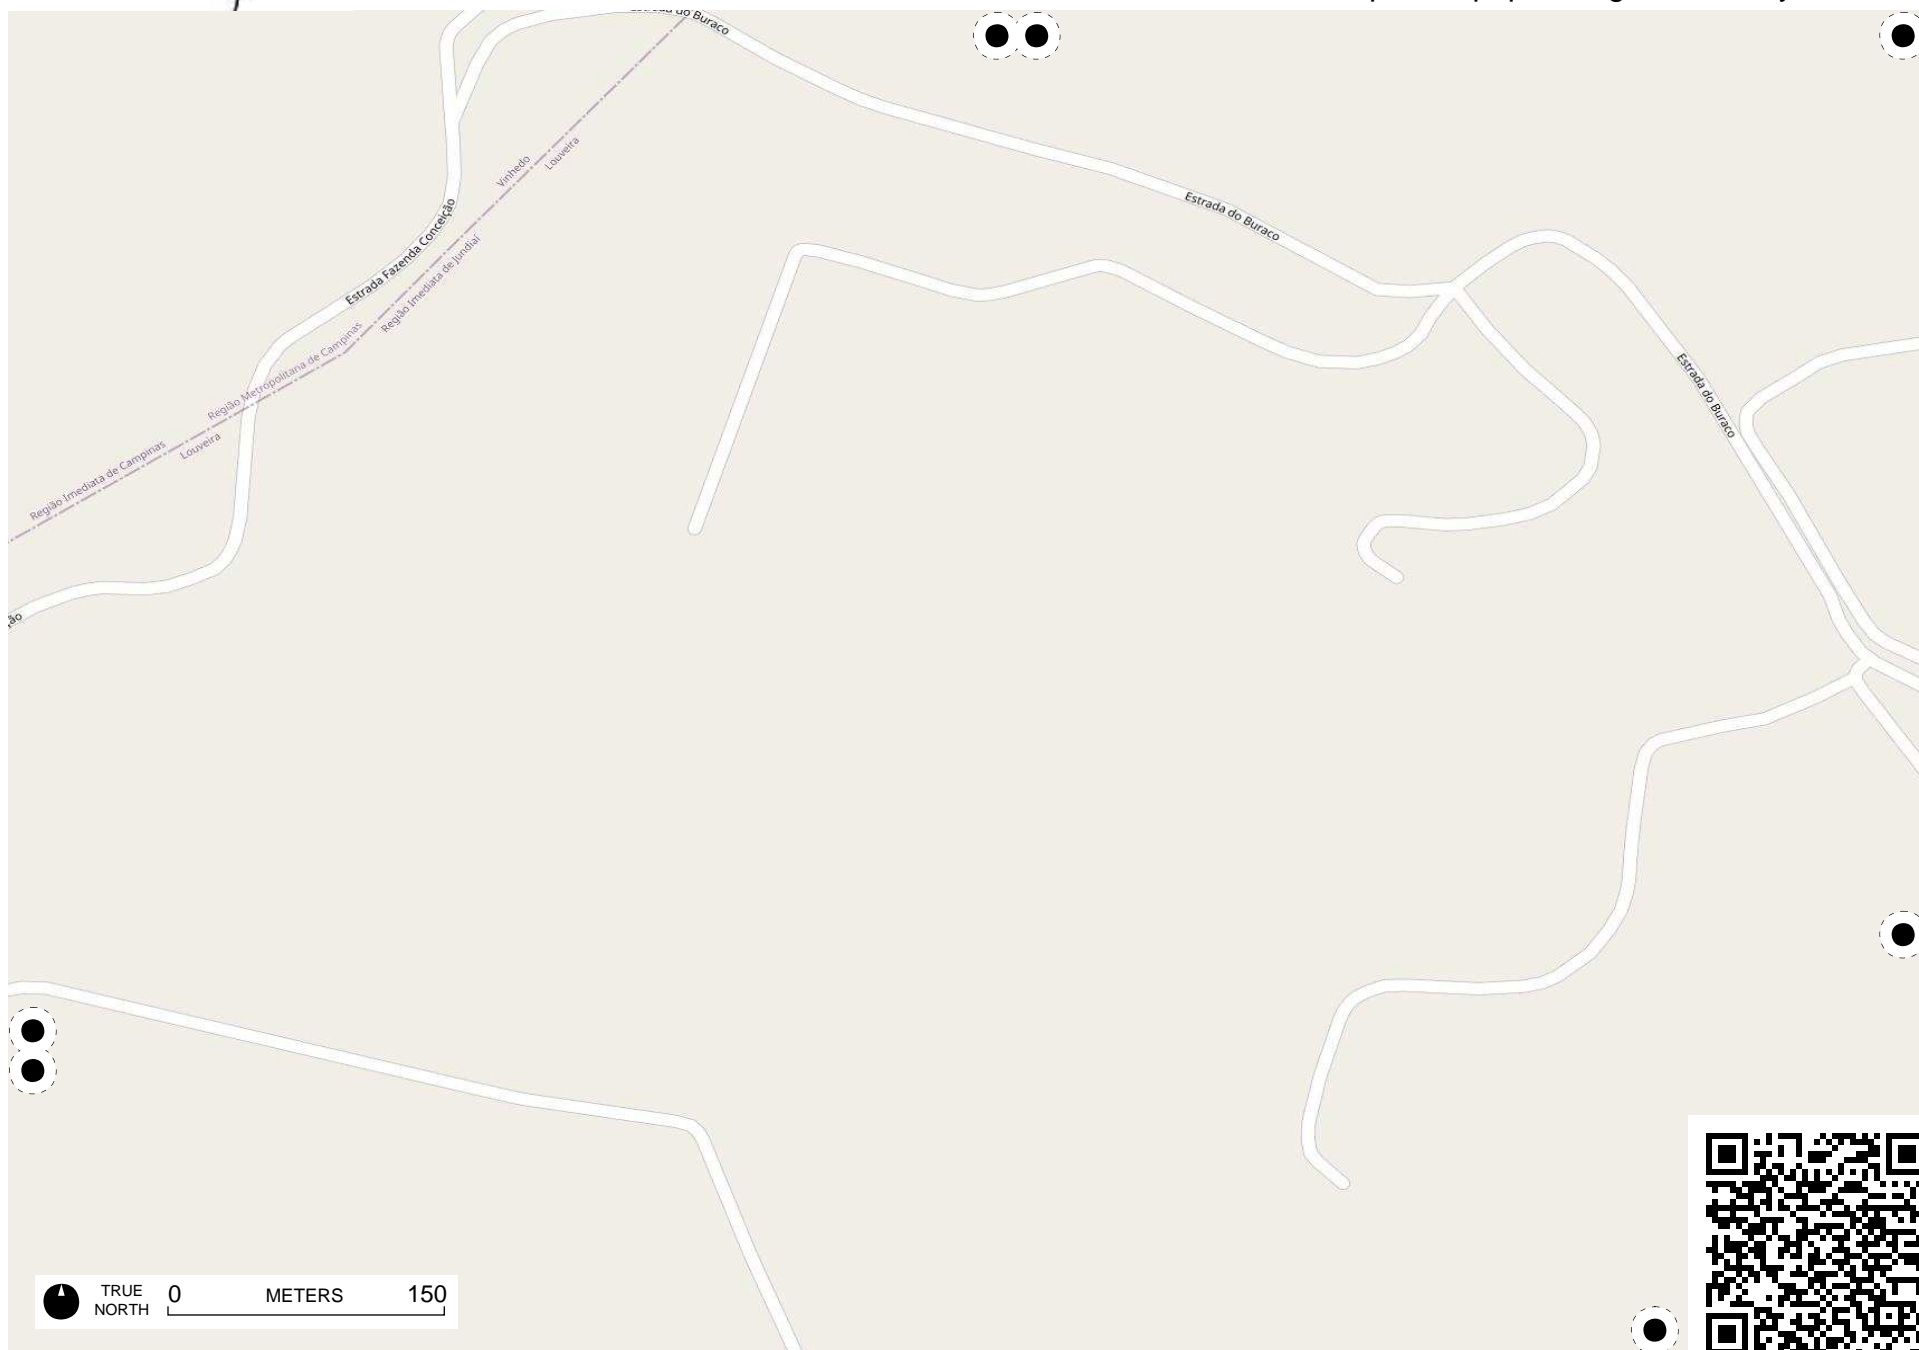 Estrada do Buraco
Vinhedo
Louveira
Estrada Fazenda Conceição
Região Imediata de Jundiaí
Estrada do Buraco
Região Metropolitana de Campinas
Louveira
Região Imediata de Campinas
Estrada do Buraco
ção
TRUE
NORTH
0 METERS 150